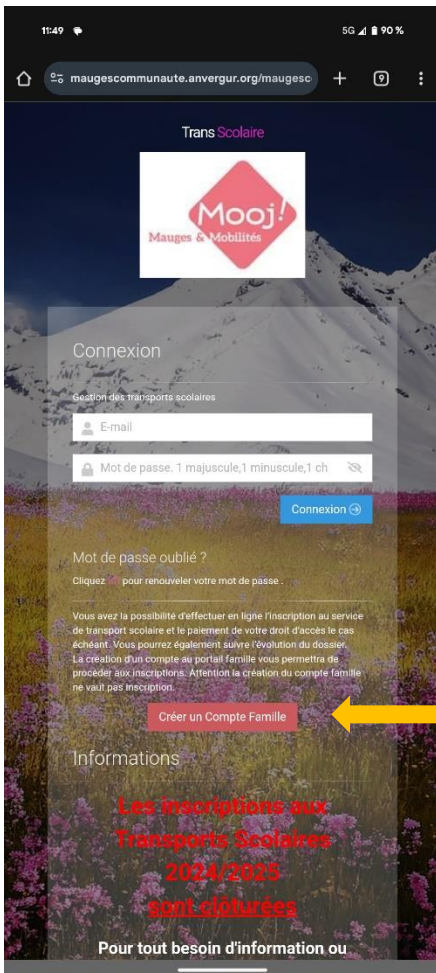 11:49 5G 90 %
maugescommunaute.anvergur.org/maugesc 9
Trans Scolaire
Mooj!
Mauges & Mobilités
Connexion
Gestion des transports scolaires
E-mail
Mot de passe. 1 majuscule,1 minuscule,1 ch
Connexion
Mot de passe oublié ?
Cliquez ici pour renouveler votre mot de passe .
Vous avez la possibilité d'effectuer en ligne l'inscription au service
de transport scolaire et le paiement de votre droit d'accès le cas
échéant. Vous pourrez également suivre l'évolution du dossier.
La création d'un compte au portail famille vous permettra de
procéder aux inscriptions. Attention la création du compte famille
ne vaut pas inscription.
Créer un Compte Famille
Informations
Les inscriptions aux
Transports Scolaires
2024/2025
sont clôturées
Pour tout besoin d'information ou